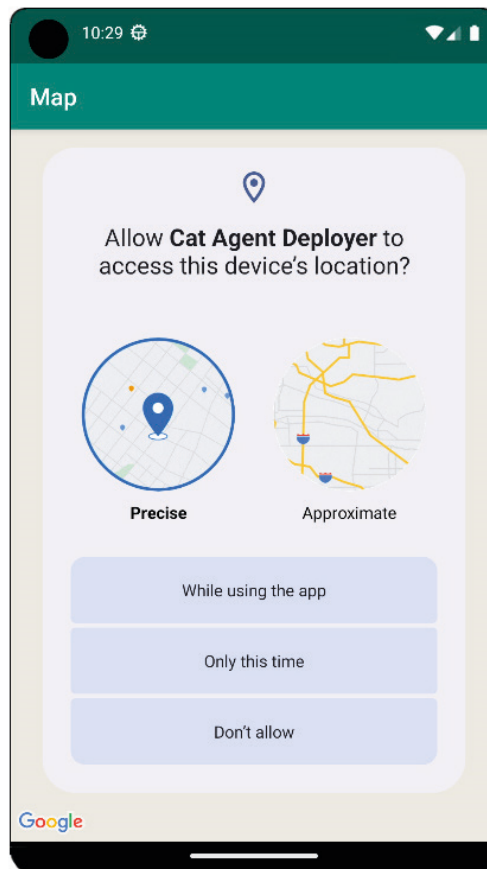 10:29
Map
Allow Cat Agent Deployer to
access this device's location?
Precise
Approximate
While using the app
Only this time
Don't allow
Google